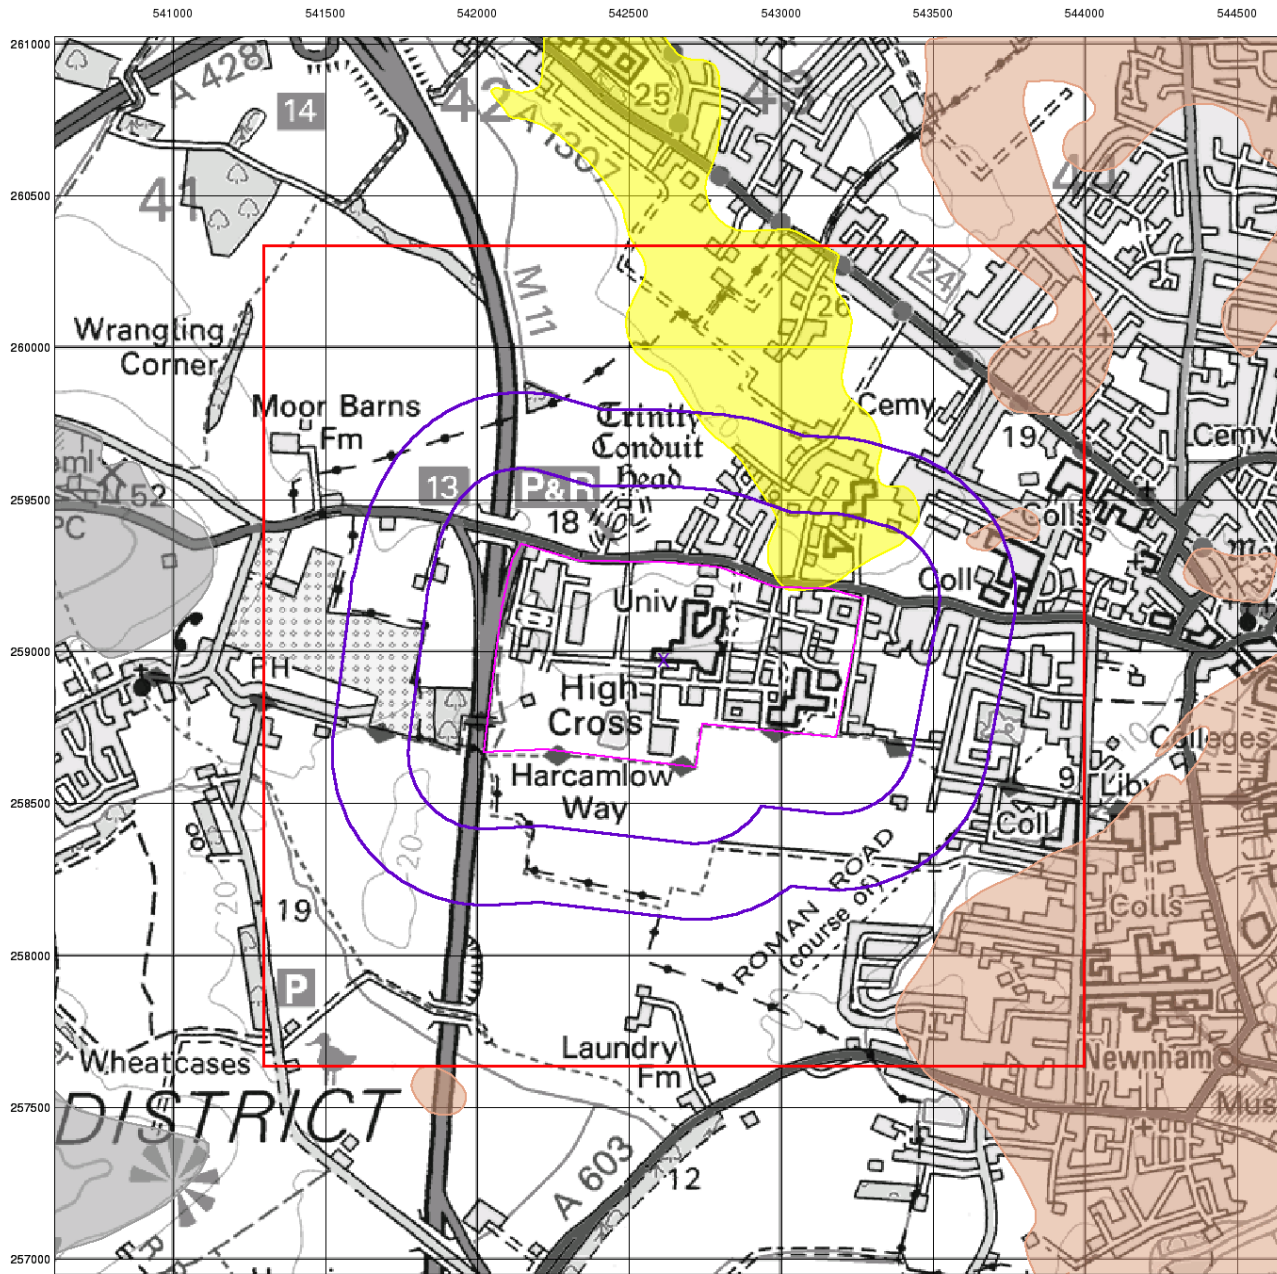 541000 541500 542000 542500 543000 543500 544000 544500
261000
260500
260000
259500
259000
258500
258000
257500
257000
A 428
14
42
43
25
A 1307
41
44
24
26
M 11
Wrangling
Corner
Moor Barns
Fm
Trinity
Conduit
Head
Cemy
19
Cemy
13
P&R
18
52
PC
Colls
Coll
Univ
PH
High
Cross
Harcamlow
Way
10
Colleges
9
Liby
Coll
20
20
19
ROMAN ROAD
(course of)
Colls
P
Laundry
Fm
Wheatcases
Newnham
DISTRICT
Mus
A 603
12
X